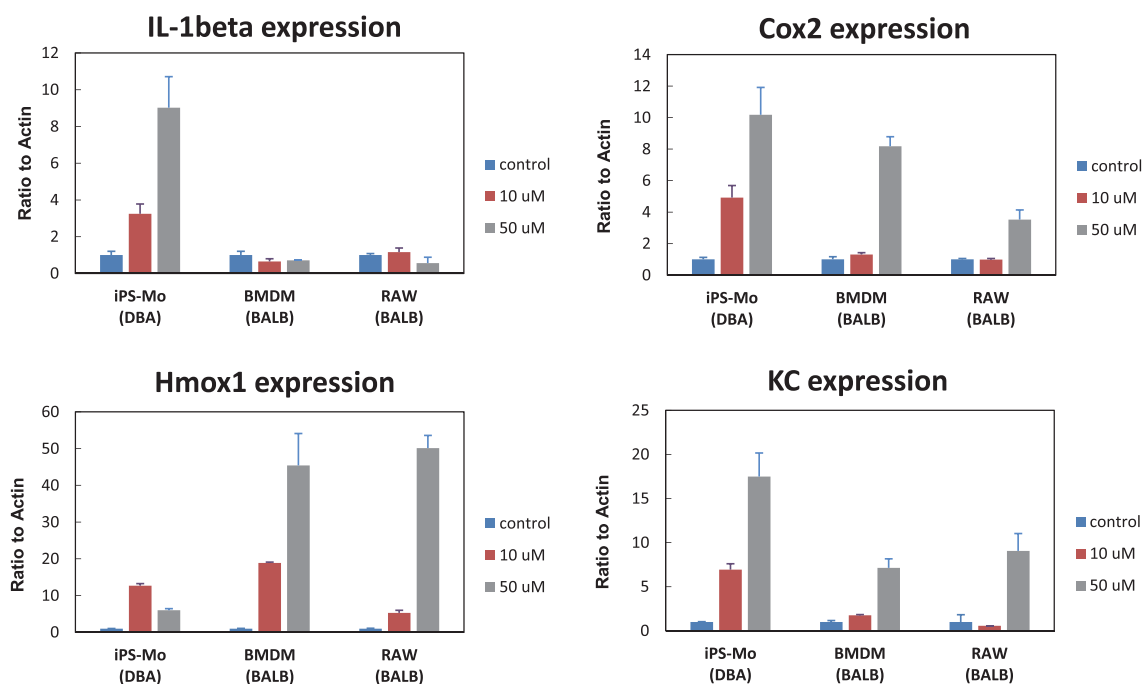 IL-1beta expression
Ratio to Actin
12
10
8
6
4
2
0
iPS-Mo
(DBA)
BMDM
(BALB)
RAW
(BALB)
control
10 uM
50 uM
Cox2 expression
Ratio to Actin
14
12
10
8
6
4
2
0
iPS-Mo
(DBA)
BMDM
(BALB)
RAW
(BALB)
control
10 uM
50 uM
Hmox1 expression
Ratio to Actin
60
50
40
30
20
10
0
iPS-Mo
(DBA)
BMDM
(BALB)
RAW
(BALB)
control
10 uM
50 uM
KC expression
Ratio to Actin
25
20
15
10
5
0
iPS-Mo
(DBA)
BMDM
(BALB)
RAW
(BALB)
control
10 uM
50 uM